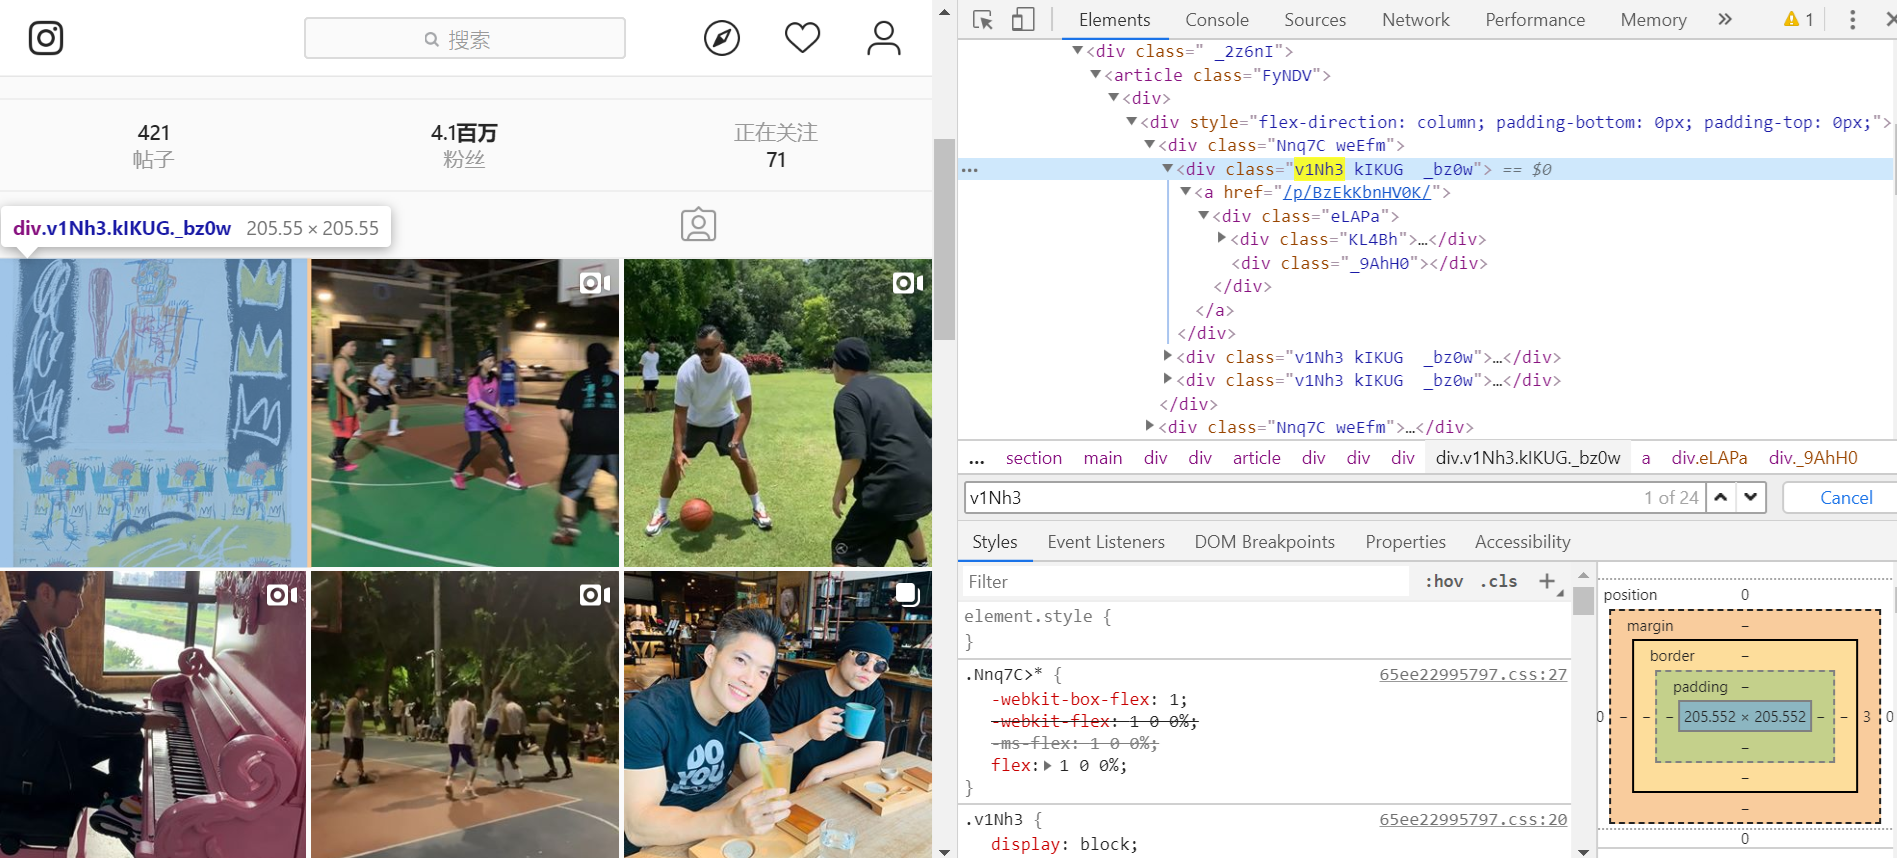 搜索
421
帖子
4.1百万
粉丝
正在关注
71
div.v1Nh3.kIKUG._bz0w 205.55 × 205.55
DO
YOU
Elements Console Sources Network Performance Memory » 1
<div class=" _2z6nI">
<article class="FyNDV">
<div>
<div style="flex-direction: column; padding-bottom: 0px; padding-top: 0px;">
<div class="Nnq7C weEfm">
... <div class="v1Nh3 kIKUG  _bz0w"> == $0
<a href="/p/BzEkKbnHV0K/">
<div class="eLAPa">
<div class="KL4Bh">…</div>
<div class="_9AhH0"></div>
</div>
</a>
</div>
<div class="v1Nh3 kIKUG  _bz0w">…</div>
<div class="v1Nh3 kIKUG  _bz0w">…</div>
</div>
<div class="Nnq7C weEfm">…</div>
... section main div div article div div div div.v1Nh3.kIKUG._bz0w a div.eLAPa div._9AhH0
v1Nh3 1 of 24 Cancel
Styles Event Listeners DOM Breakpoints Properties Accessibility
Filter :hov .cls +
element.style {
}
.Nnq7C>* { 65ee22995797.css:27
-webkit-box-flex: 1;
-webkit-flex: 1 0 0%;
-ms-flex: 1 0 0%;
flex: 1 0 0%;
}
.v1Nh3 { 65ee22995797.css:20
display: block;
position 0
margin –
border –
padding –
0 – – – 205.552 × 205.552 – – 3 0
–
–
–
0